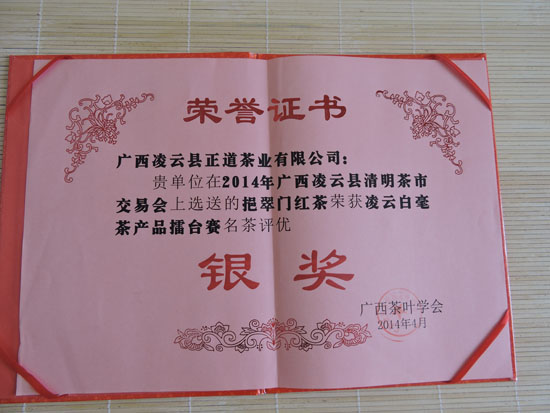 荣誉证书
广西凌云县正道茶业有限公司：
贵单位在2014年广西凌云县清明茶市
交易会上选送的把翠门红茶荣获凌云白毫
茶产品擂台赛名茶评优
银奖
广西茶叶学会
2014年4月